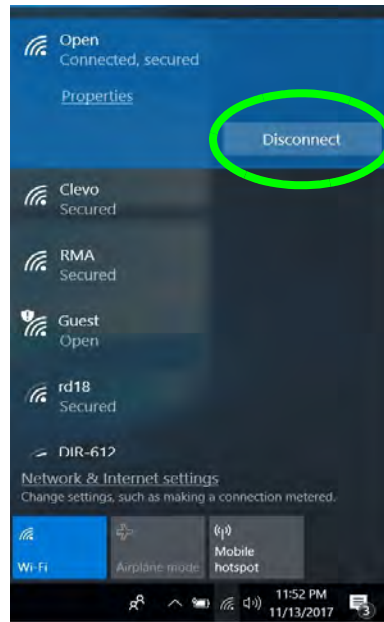 Open
Connected, secured
Properties
Disconnect
Clevo
Secured
RMA
Secured
Guest
Open
rd18
Secured
DIR-612
Network & Internet settings
Change settings, such as making a connection metered.
Wi-Fi
Airplane mode
Mobile
hotspot
11:52 PM
11/13/2017
3